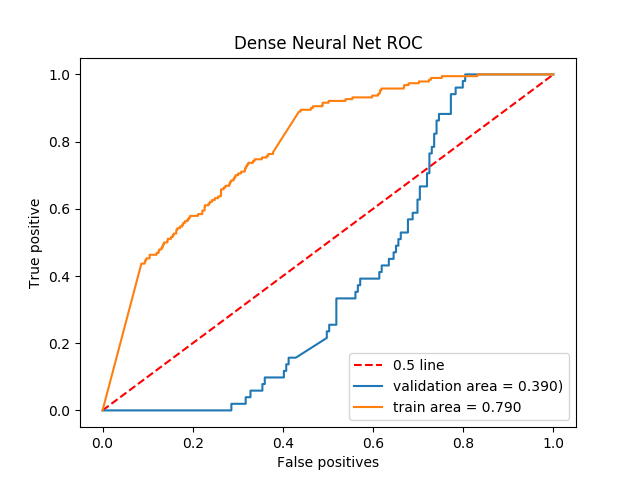 Dense Neural Net ROC
1.0
0.8
0.6
0.4
0.2
0.0
True positive
0.5 line
validation area = 0.390)
train area = 0.790
0.0
0.2
0.4
0.6
0.8
1.0
False positives